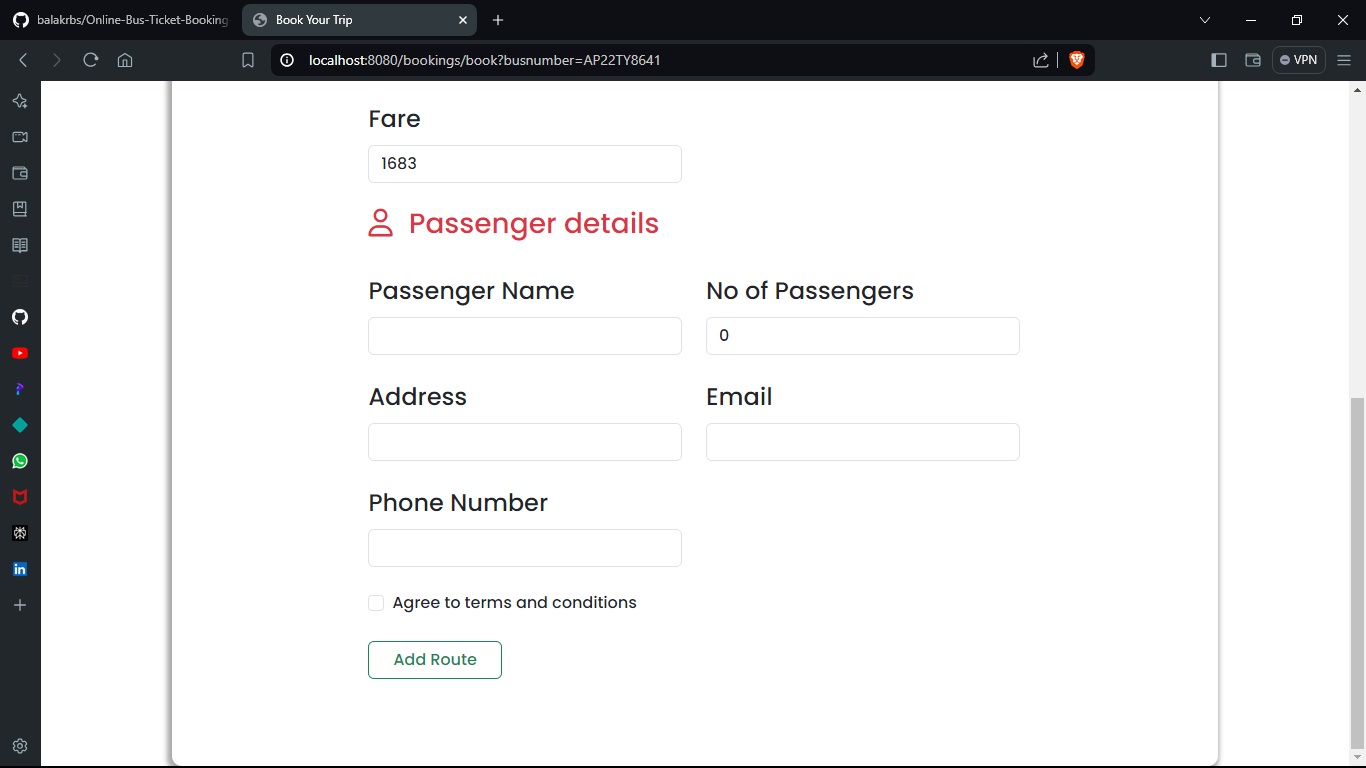 balakrbs/Online-Bus-Ticket-Booking
Book Your Trip
localhost:8080/bookings/book?busnumber=AP22TY8641
VPN
Fare
1683
Passenger details
Passenger Name
No of Passengers
0
Address
Email
Phone Number
Agree to terms and conditions
Add Route